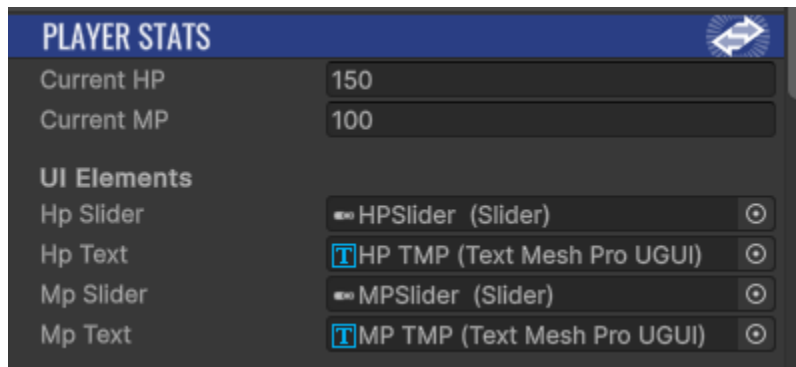 PLAYER STATS
Current HP 150
Current MP 100
UI Elements
Hp Slider HPSlider (Slider)
Hp Text HP TMP (Text Mesh Pro UGUI)
Mp Slider MPSlider (Slider)
Mp Text MP TMP (Text Mesh Pro UGUI)